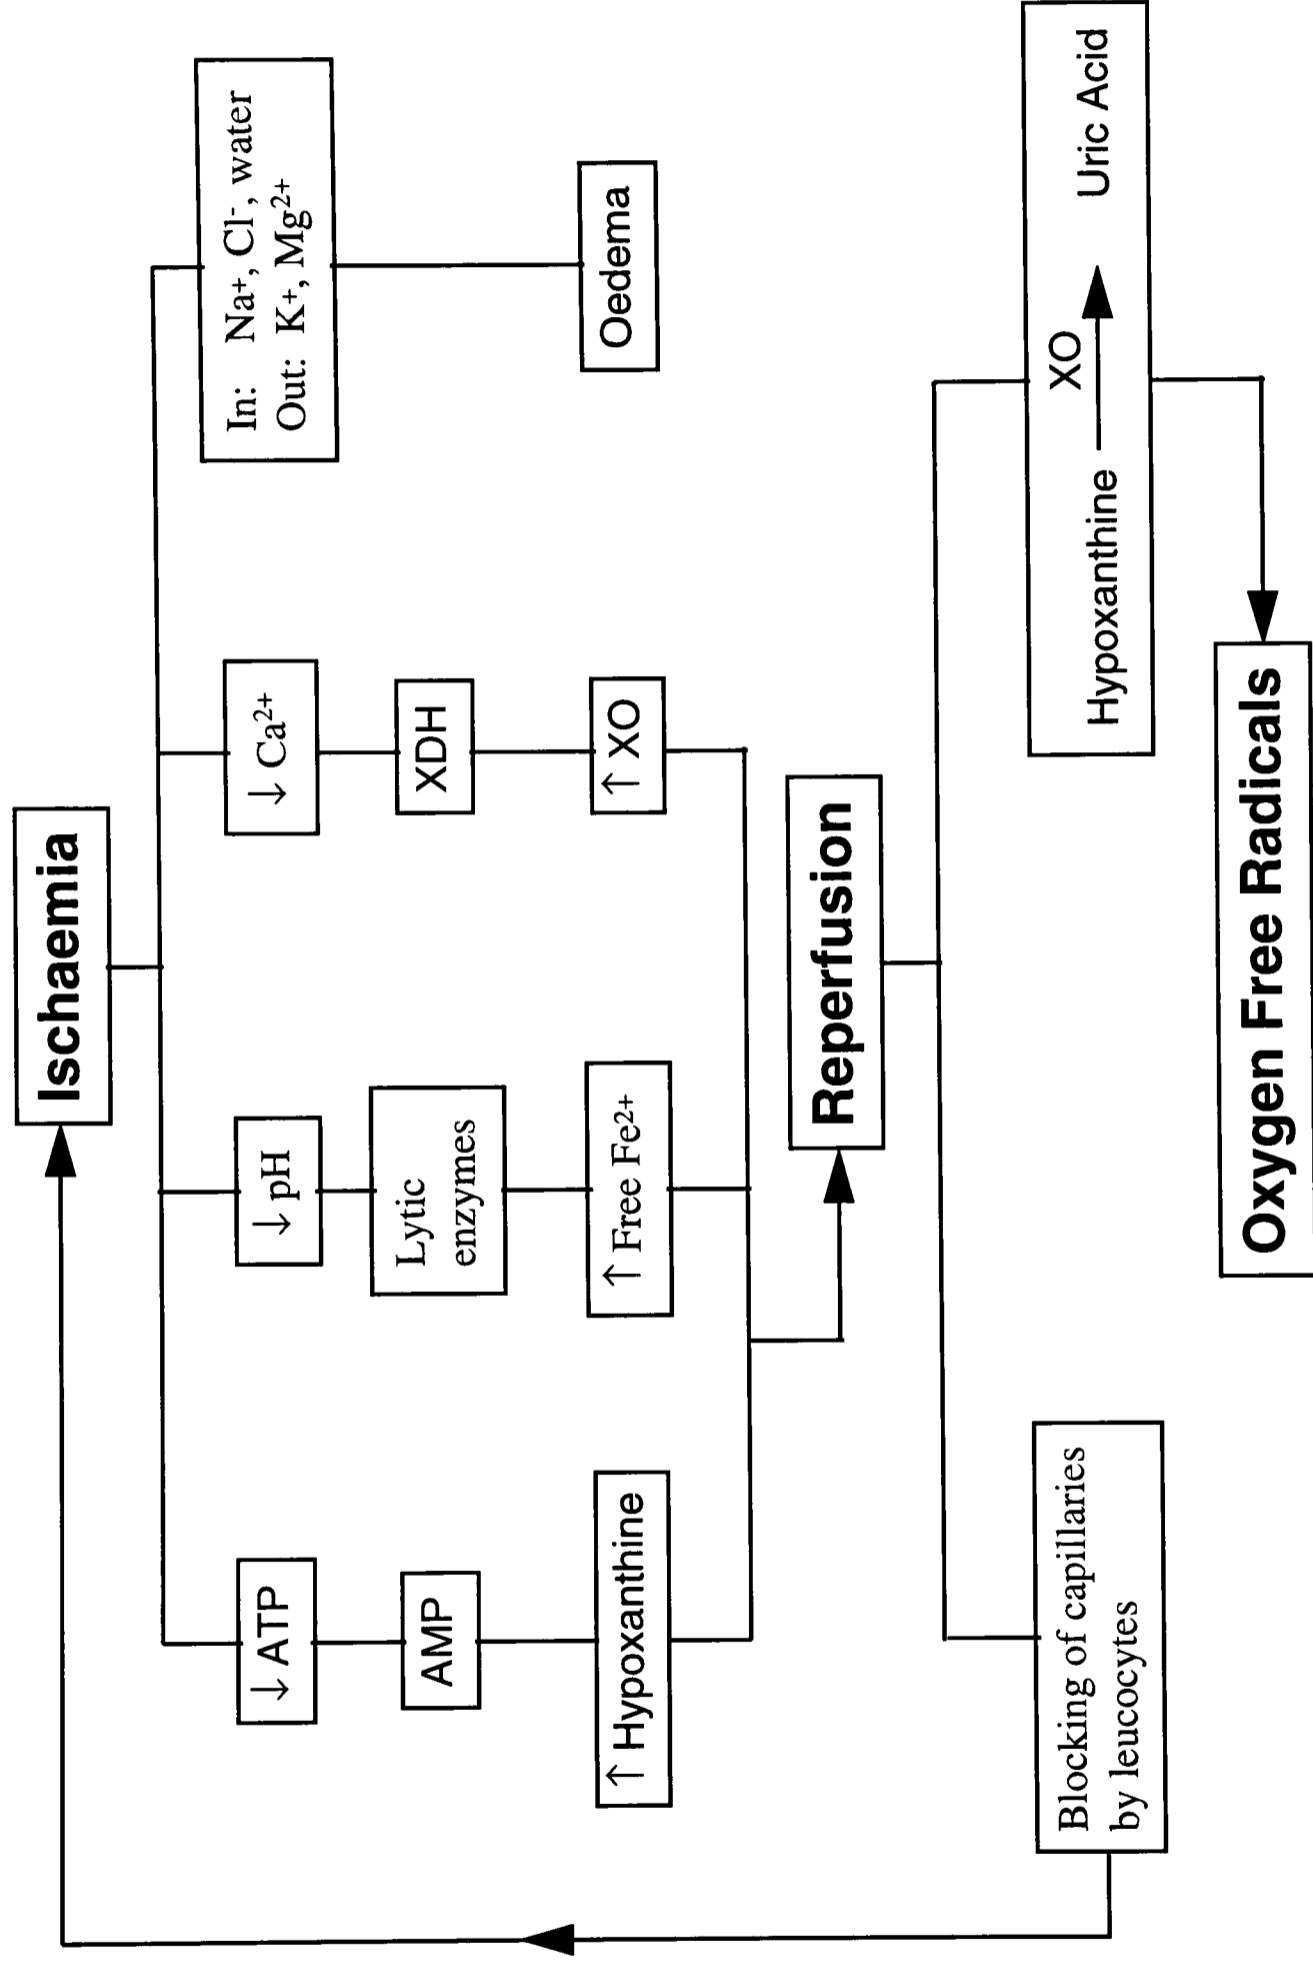 Ischaemia
↓ ATP
↓ pH
↓ Ca²⁺
In: Na⁺, Cl⁻, water
Out: K⁺, Mg²⁺
AMP
Lytic
enzymes
XDH
↑ Hypoxanthine
↑ Free Fe²⁺
↑ XO
Oedema
Reperfusion
Blocking of capillaries
by leucocytes
XO
Hypoxanthine → Uric Acid
Oxygen Free Radicals